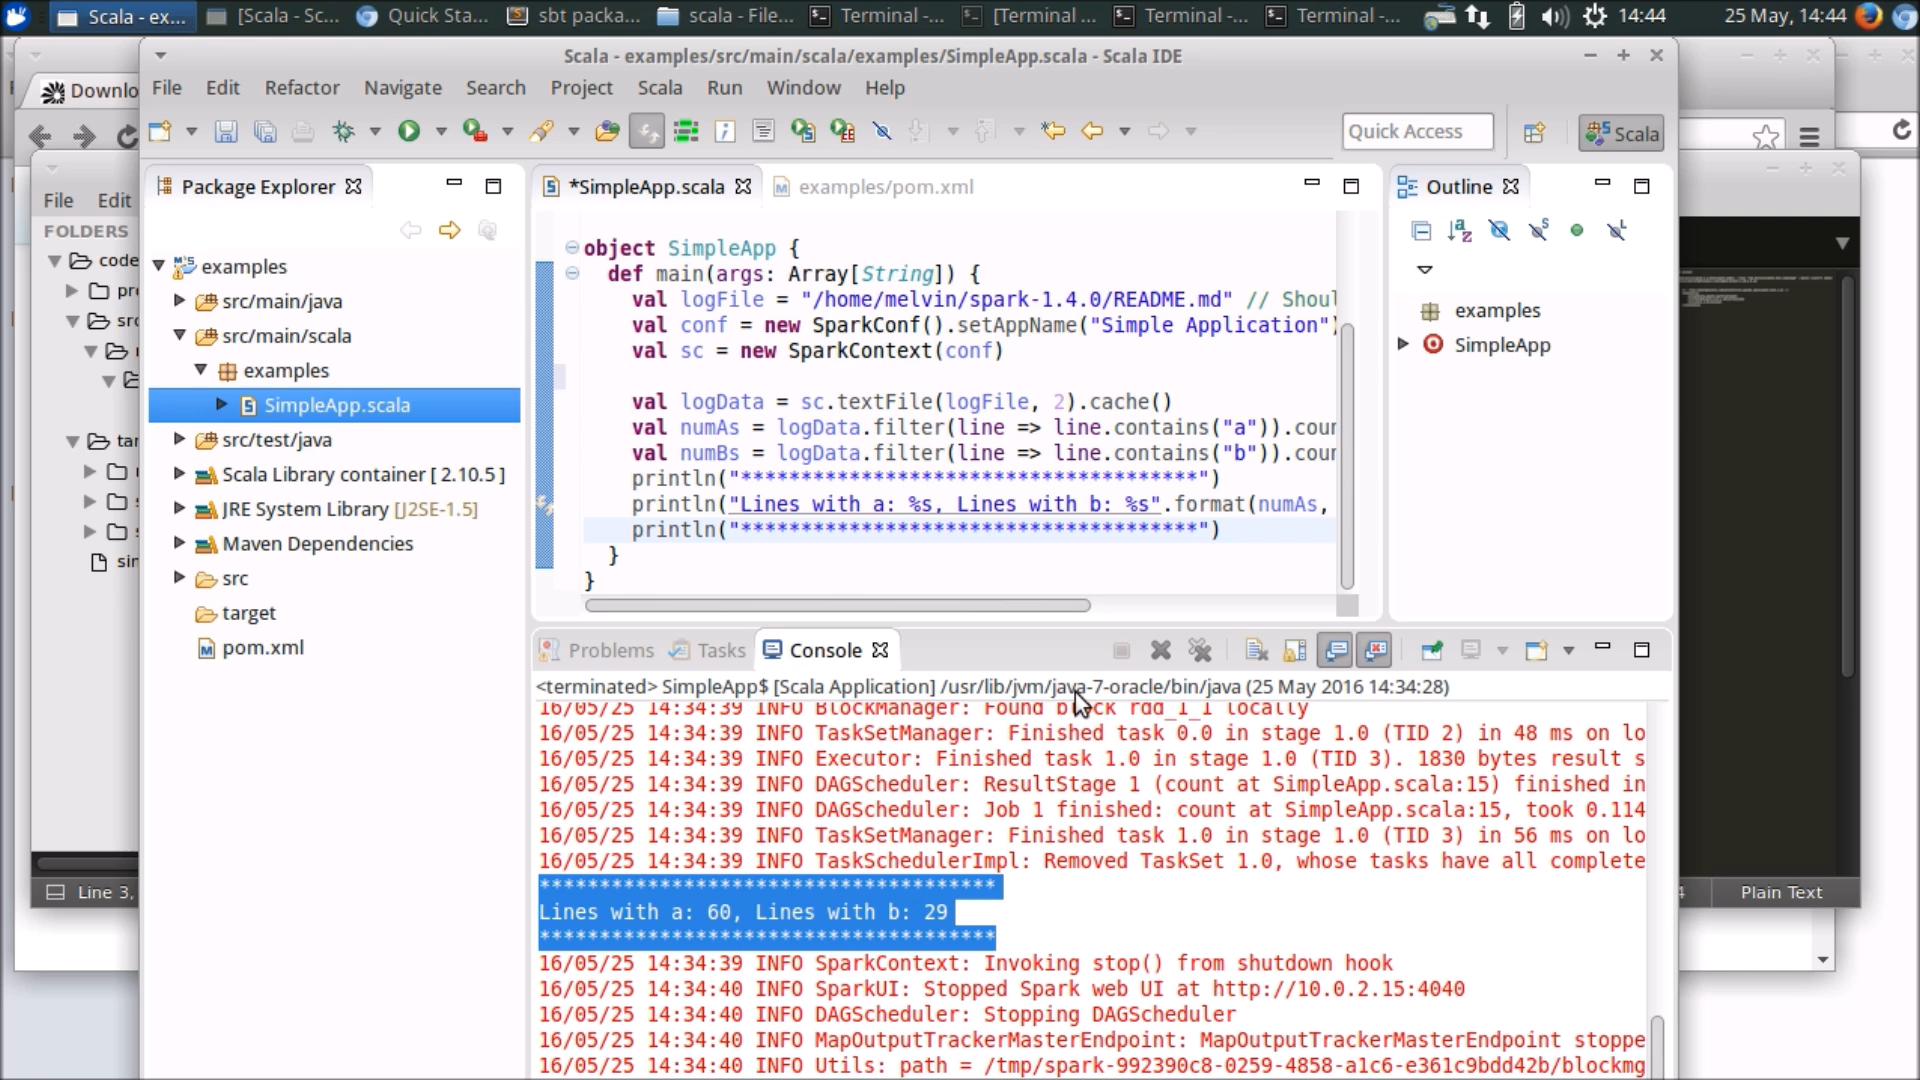 Scala - ex... [Scala - Sc... Quick Sta... sbt packa... scala - File... Terminal -... [Terminal ... Terminal -... Terminal -... 14:44 25 May, 14:44
Scala - examples/src/main/scala/examples/SimpleApp.scala - Scala IDE
Downlo
File Edit Refactor Navigate Search Project Scala Run Window Help
Quick Access
Scala
File Edit
FOLDERS
code
Line 3,
Plain Text
Package Explorer
examples
src/main/java
src/main/scala
examples
SimpleApp.scala
src/test/java
Scala Library container [ 2.10.5 ]
JRE System Library [J2SE-1.5]
Maven Dependencies
src
target
pom.xml
*SimpleApp.scala examples/pom.xml
object SimpleApp {
def main(args: Array[String]) {
val logFile = "/home/melvin/spark-1.4.0/README.md" // Shoul
val conf = new SparkConf().setAppName("Simple Application")
val sc = new SparkContext(conf)
val logData = sc.textFile(logFile, 2).cache()
val numAs = logData.filter(line => line.contains("a")).coun
val numBs = logData.filter(line => line.contains("b")).coun
println("**************************************")
println("Lines with a: %s, Lines with b: %s".format(numAs,
println("**************************************")
}
}
Outline
examples
SimpleApp
Problems Tasks Console
<terminated> SimpleApp$ [Scala Application] /usr/lib/jvm/java-7-oracle/bin/java (25 May 2016 14:34:28)
16/05/25 14:34:39 INFO BlockManager: Found block rdd_1_1 locally
16/05/25 14:34:39 INFO TaskSetManager: Finished task 0.0 in stage 1.0 (TID 2) in 48 ms on lo
16/05/25 14:34:39 INFO Executor: Finished task 1.0 in stage 1.0 (TID 3). 1830 bytes result s
16/05/25 14:34:39 INFO DAGScheduler: ResultStage 1 (count at SimpleApp.scala:15) finished in
16/05/25 14:34:39 INFO DAGScheduler: Job 1 finished: count at SimpleApp.scala:15, took 0.114
16/05/25 14:34:39 INFO TaskSetManager: Finished task 1.0 in stage 1.0 (TID 3) in 56 ms on lo
16/05/25 14:34:39 INFO TaskSchedulerImpl: Removed TaskSet 1.0, whose tasks have all complete
**************************************
Lines with a: 60, Lines with b: 29
**************************************
16/05/25 14:34:39 INFO SparkContext: Invoking stop() from shutdown hook
16/05/25 14:34:40 INFO SparkUI: Stopped Spark web UI at http://10.0.2.15:4040
16/05/25 14:34:40 INFO DAGScheduler: Stopping DAGScheduler
16/05/25 14:34:40 INFO MapOutputTrackerMasterEndpoint: MapOutputTrackerMasterEndpoint stoppe
16/05/25 14:34:40 INFO Utils: path = /tmp/spark-992390c8-0259-4858-a1c6-e361c9bdd42b/blockmg